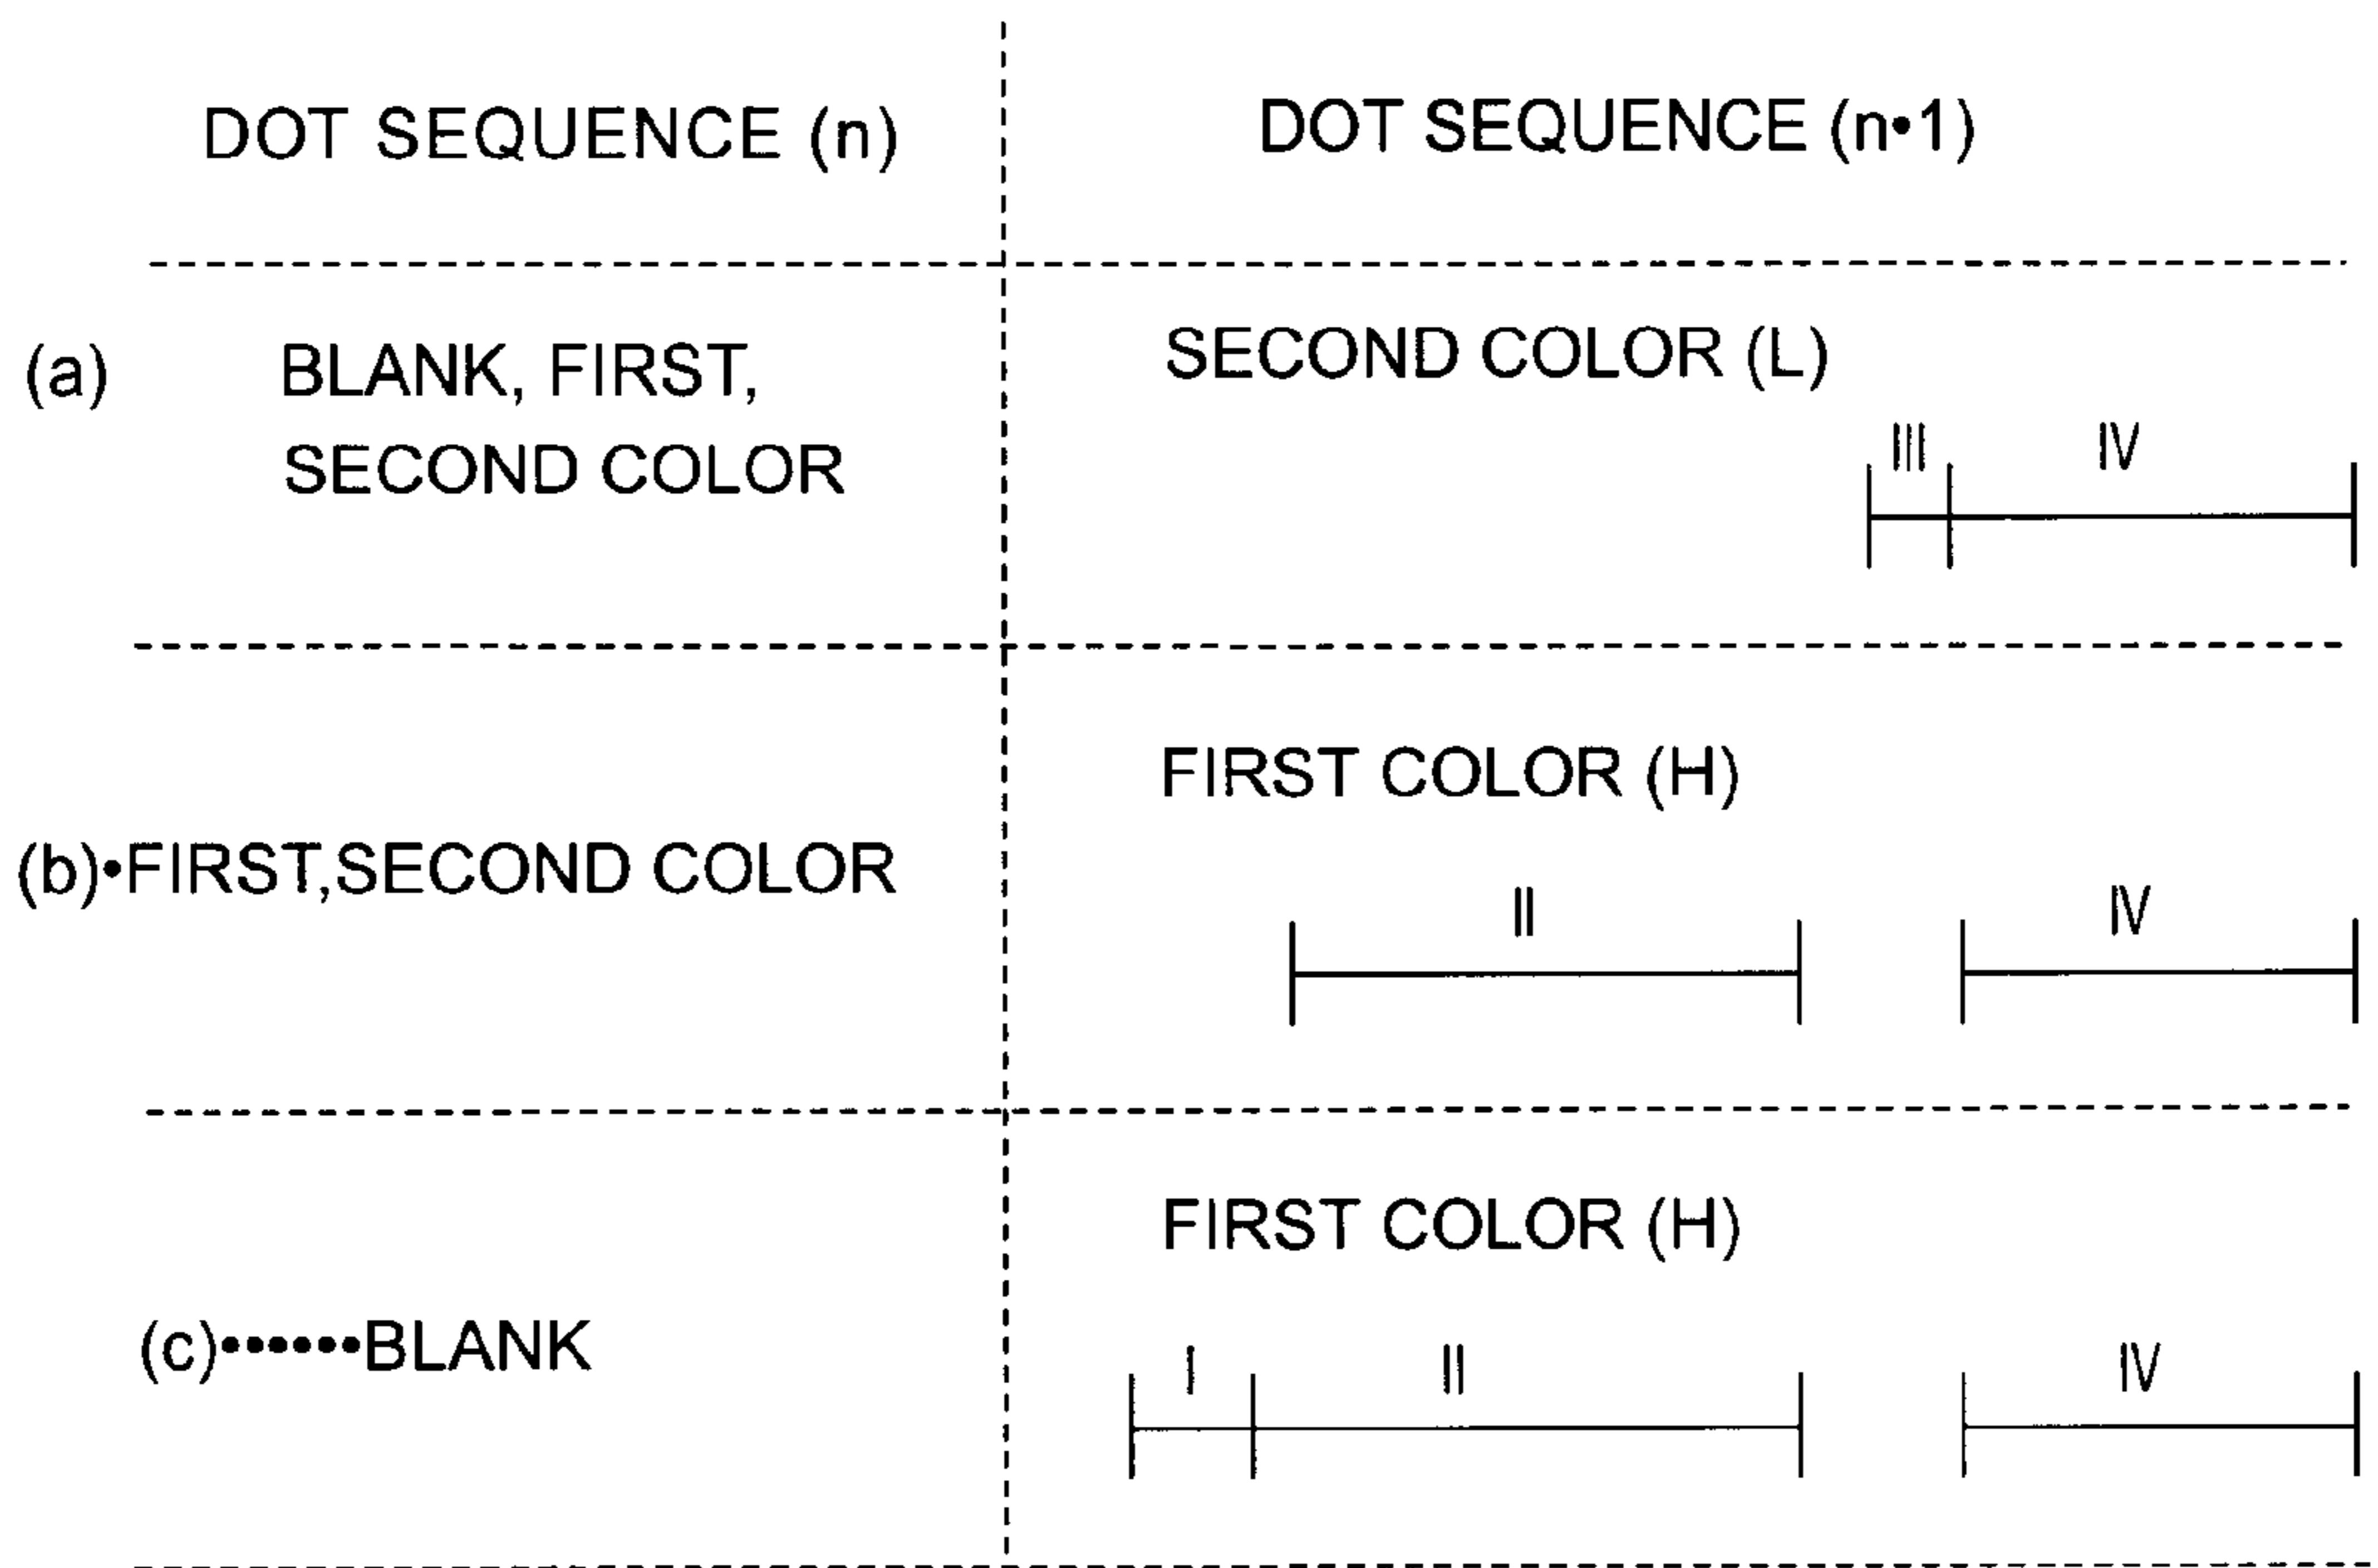 DOT SEQUENCE (n)
DOT SEQUENCE (n•1)
(a) BLANK, FIRST,
SECOND COLOR
SECOND COLOR (L)
III IV
(b)•FIRST,SECOND COLOR
FIRST COLOR (H)
II IV
(c)••••••BLANK
FIRST COLOR (H)
I II IV